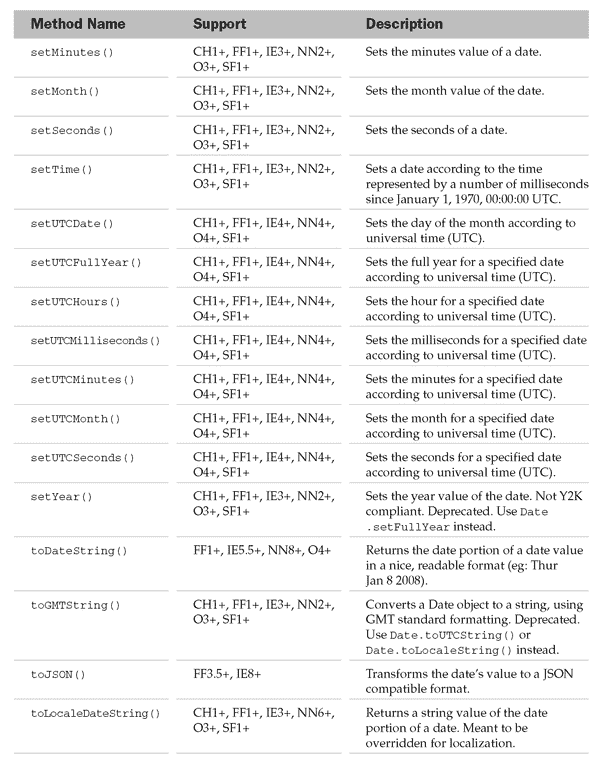 Method Name Support Description
setMinutes() CH1+, FF1+, IE3+, NN2+, Sets the minutes value of a date.
O3+, SF1+
setMonth() CH1+, FF1+, IE3+, NN2+, Sets the month value of the date.
O3+, SF1+
setSeconds() CH1+, FF1+, IE3+, NN2+, Sets the seconds of a date.
O3+, SF1+
setTime() CH1+, FF1+, IE3+, NN2+, Sets a date according to the time
O3+, SF1+ represented by a number of milliseconds
since January 1, 1970, 00:00:00 UTC.
setUTCDate() CH1+, FF1+, IE4+, NN4+, Sets the day of the month according to
O4+, SF1+ universal time (UTC).
setUTCFullYear() CH1+, FF1+, IE4+, NN4+, Sets the full year for a specified date
O4+, SF1+ according to universal time (UTC).
setUTCHours() CH1+, FF1+, IE4+, NN4+, Sets the hour for a specified date
O4+, SF1+ according to universal time (UTC).
setUTCMilliseconds() CH1+, FF1+, IE4+, NN4+, Sets the milliseconds for a specified date
O4+, SF1+ according to universal time (UTC).
setUTCMinutes() CH1+, FF1+, IE4+, NN4+, Sets the minutes for a specified date
O4+, SF1+ according to universal time (UTC).
setUTCMonth() CH1+, FF1+, IE4+, NN4+, Sets the month for a specified date
O4+, SF1+ according to universal time (UTC).
setUTCSeconds() CH1+, FF1+, IE4+, NN4+, Sets the seconds for a specified date
O4+, SF1+ according to universal time (UTC).
setYear() CH1+, FF1+, IE3+, NN2+, Sets the year value of the date. Not Y2K
O3+, SF1+ compliant. Deprecated. Use Date
.setFullYear instead.
toDateString() FF1+, IE5.5+, NN8+, O4+ Returns the date portion of a date value
in a nice, readable format (eg: Thur
Jan 8 2008).
toGMTString() CH1+, FF1+, IE3+, NN2+, Converts a Date object to a string, using
O3+, SF1+ GMT standard formatting. Deprecated.
Use Date.toUTCString() or
Date.toLocaleString() instead.
toJSON() FF3.5+, IE8+ Transforms the date's value to a JSON
compatible format.
toLocaleDateString() CH1+, FF1+, IE3+, NN6+, Returns a string value of the date
O3+, SF1+ portion of a date. Meant to be
overridden for localization.